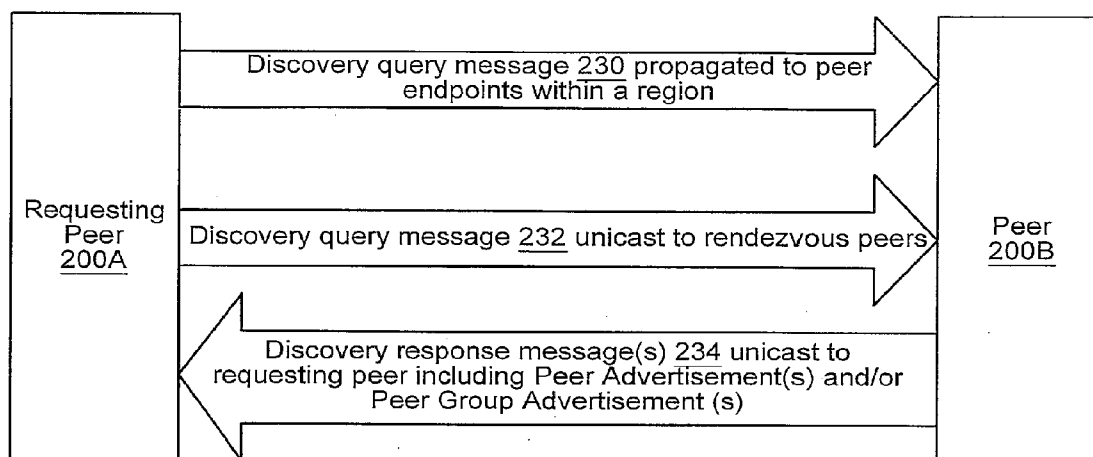 Discovery query message 230 propagated to peer
endpoints within a region
Requesting
Peer
200A
Discovery query message 232 unicast to rendezvous peers
Peer
200B
Discovery response message(s) 234 unicast to
requesting peer including Peer Advertisement(s) and/or
Peer Group Advertisement (s)